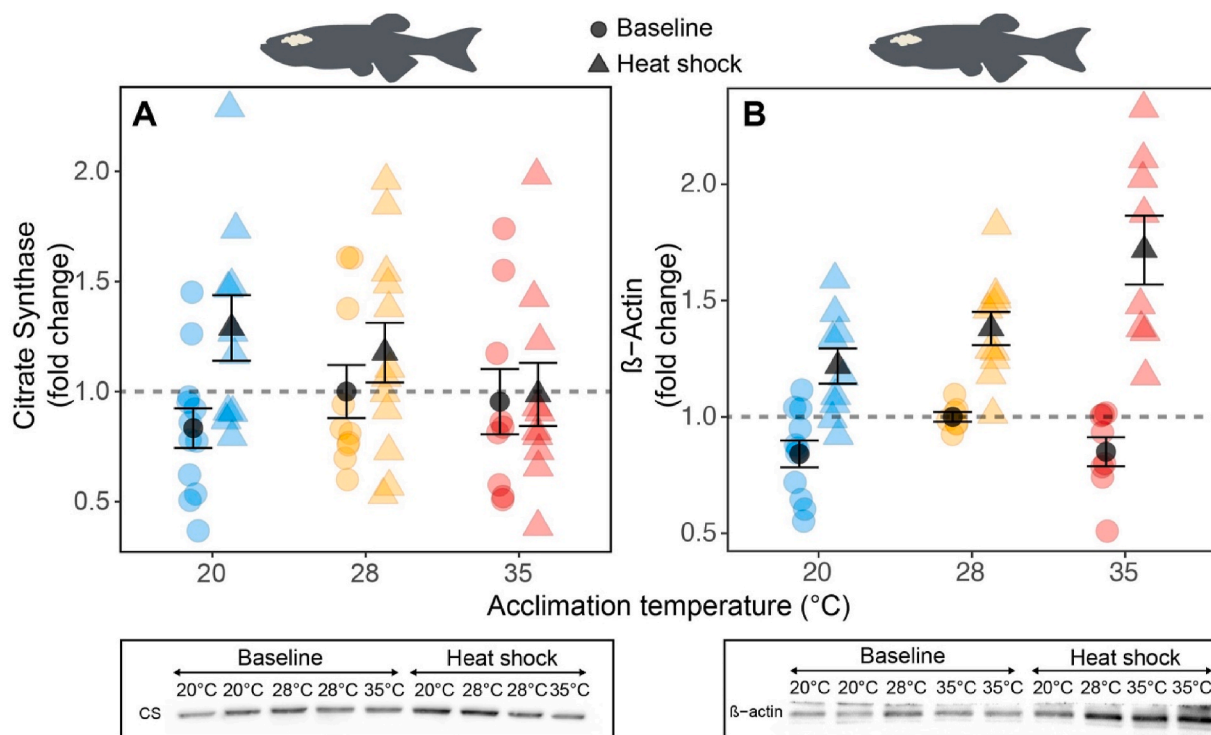 Baseline
Heat shock
A
B
Citrate Synthase
(fold change)
2.0
1.5
1.0
0.5
20
28
35
ß-Actin
(fold change)
2.0
1.5
1.0
0.5
20
28
35
Acclimation temperature (°C)
Baseline Heat shock
20°C 20°C 28°C 28°C 35°C 20°C 20°C 28°C 35°C
CS
Baseline Heat shock
20°C 20°C 28°C 35°C 35°C 20°C 28°C 35°C 35°C
ß-actin